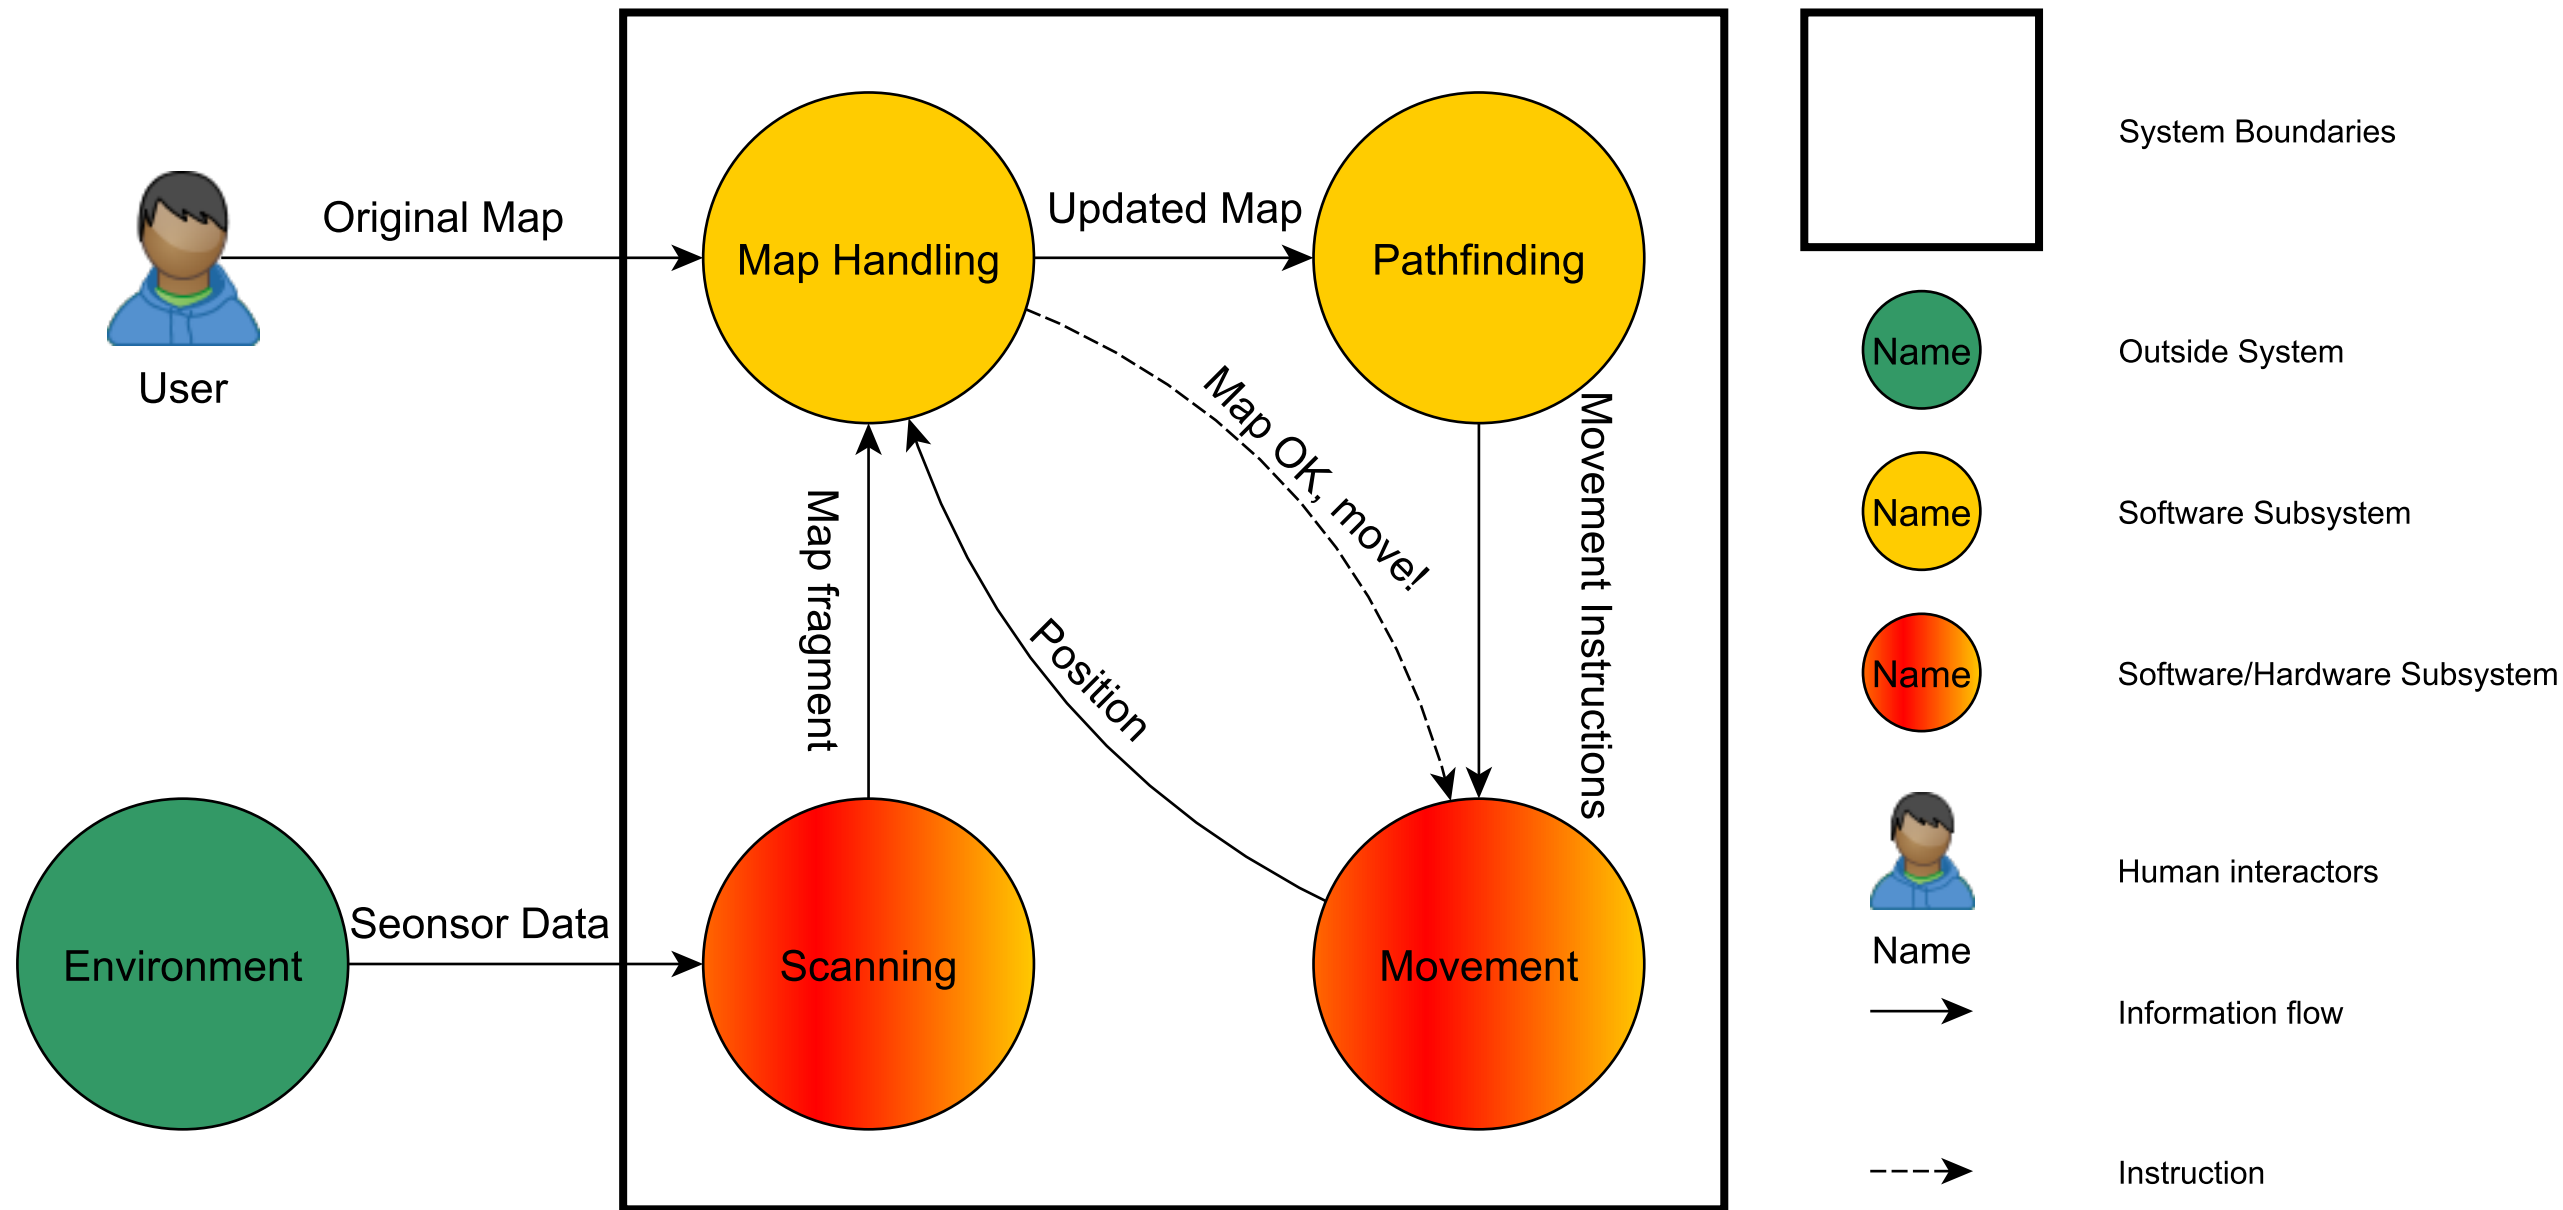 Original Map
Updated Map
Map Handling
Pathfinding
User
Map OK, move!
Movement Instructions
Map fragment
Position
Seonsor Data
Environment
Scanning
Movement
System Boundaries
Name
Outside System
Name
Software Subsystem
Name
Software/Hardware Subsystem
Human interactors
Name
Information flow
Instruction